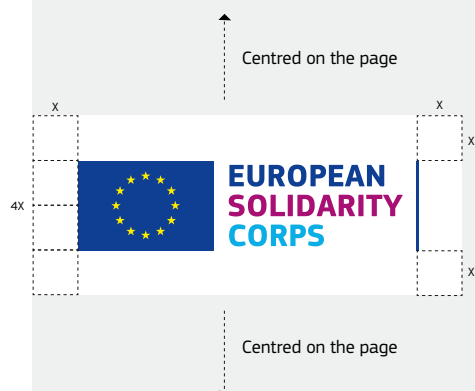 Centred on the page
X
X
X
4X
EUROPEAN
SOLIDARITY
CORPS
X
Centred on the page